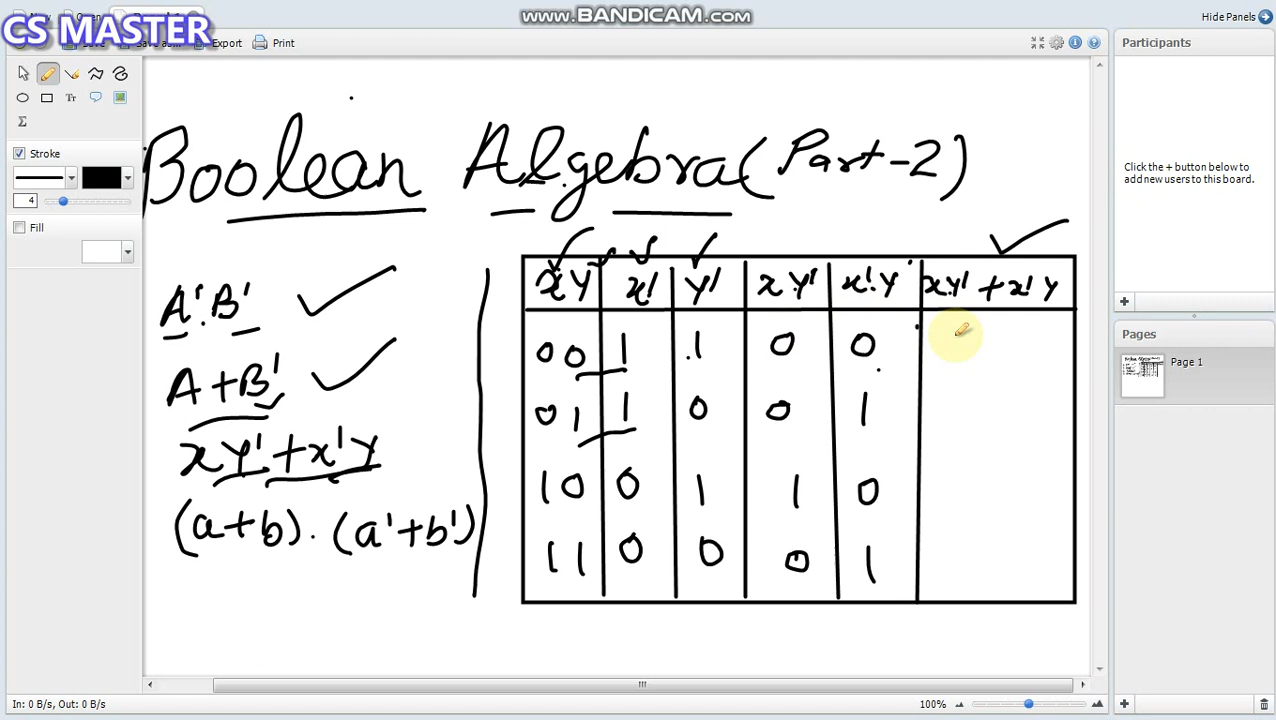 www.BANDICAM.com
Hide Panels
CS MASTER
Export
Print
Participants
Stroke
4
Fill
Click the + button below to
add new users to this board.
Pages
Page 1
Boolean Algebra (Part-2)
A'.B'
A+B'
xY'+x'Y
(a+b).(a'+b')
x Y x' Y' x.Y' x'.Y x.Y'+x'Y
0 0 1 1 0 0
0 1 1 0 0 1
1 0 0 1 1 0
1 1 0 0 0 1
In: 0 B/s, Out: 0 B/s
100%